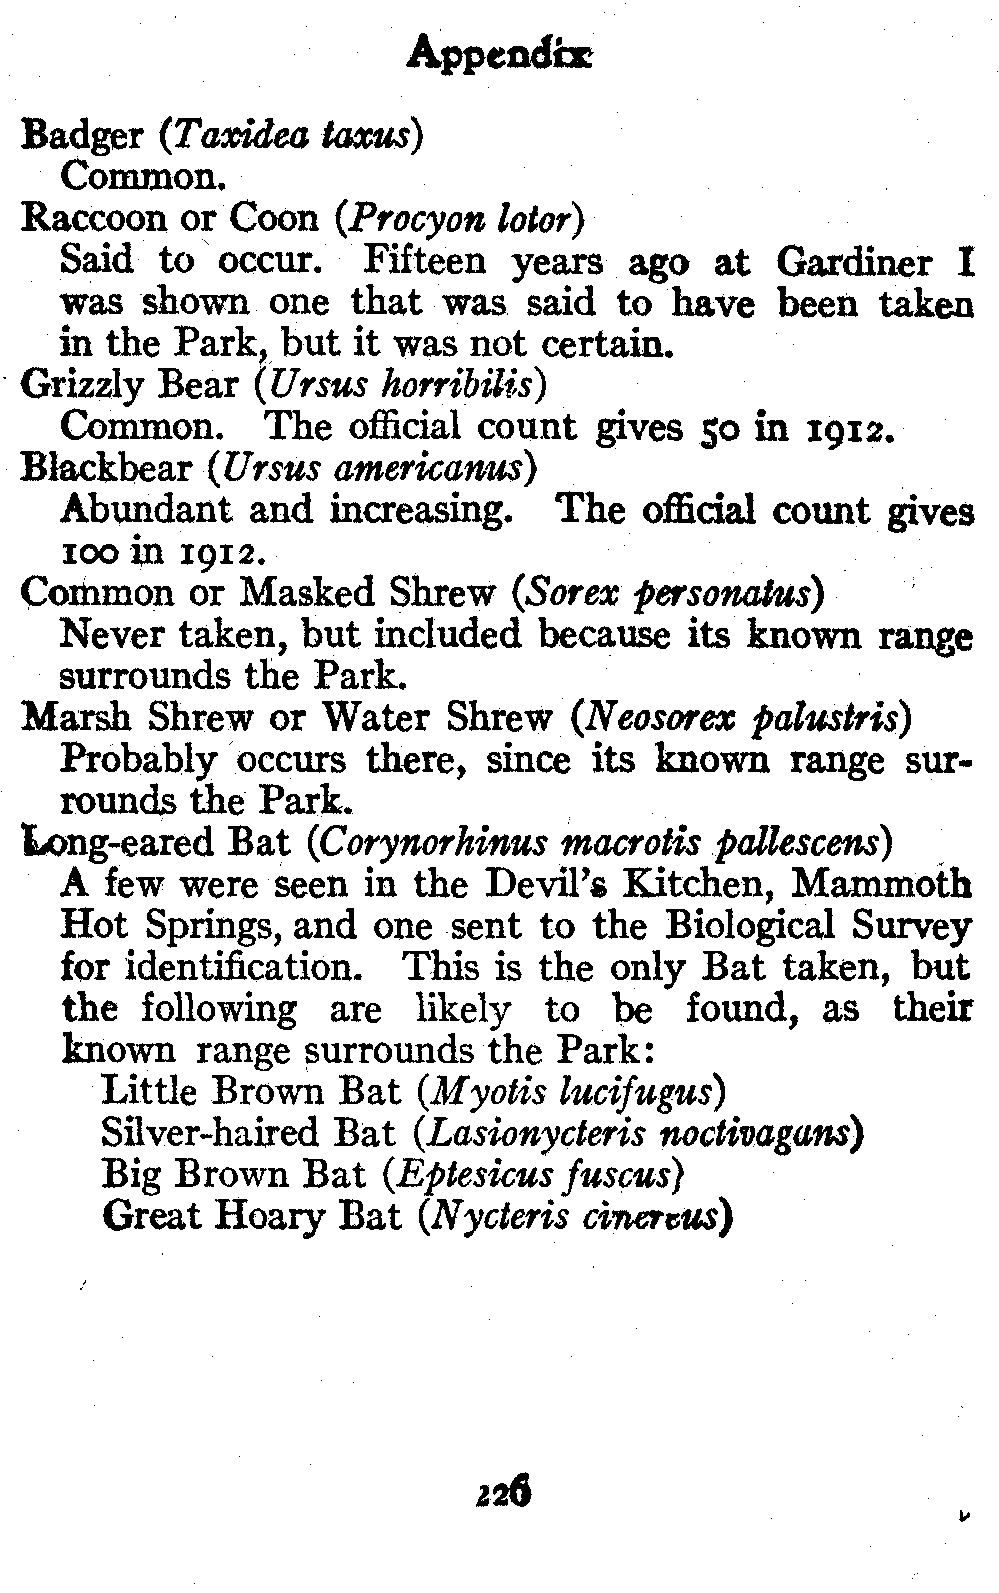 Appendix
Badger (Taxidea taxus)
Common.
Raccoon or Coon (Procyon lotor)
Said to occur. Fifteen years ago at Gardiner I
was shown one that was said to have been taken
in the Park, but it was not certain.
Grizzly Bear (Ursus horribilis)
Common. The official count gives 50 in 1912.
Blackbear (Ursus americanus)
Abundant and increasing. The official count gives
100 in 1912.
Common or Masked Shrew (Sorex personatus)
Never taken, but included because its known range
surrounds the Park.
Marsh Shrew or Water Shrew (Neosorex palustris)
Probably occurs there, since its known range sur-
rounds the Park.
Long-eared Bat (Corynorhinus macrotis pallescens)
A few were seen in the Devil's Kitchen, Mammoth
Hot Springs, and one sent to the Biological Survey
for identification. This is the only Bat taken, but
the following are likely to be found, as their
known range surrounds the Park:
Little Brown Bat (Myotis lucifugus)
Silver-haired Bat (Lasionycteris noctivagans)
Big Brown Bat (Eptesicus fuscus)
Great Hoary Bat (Nycteris cinereus)
226